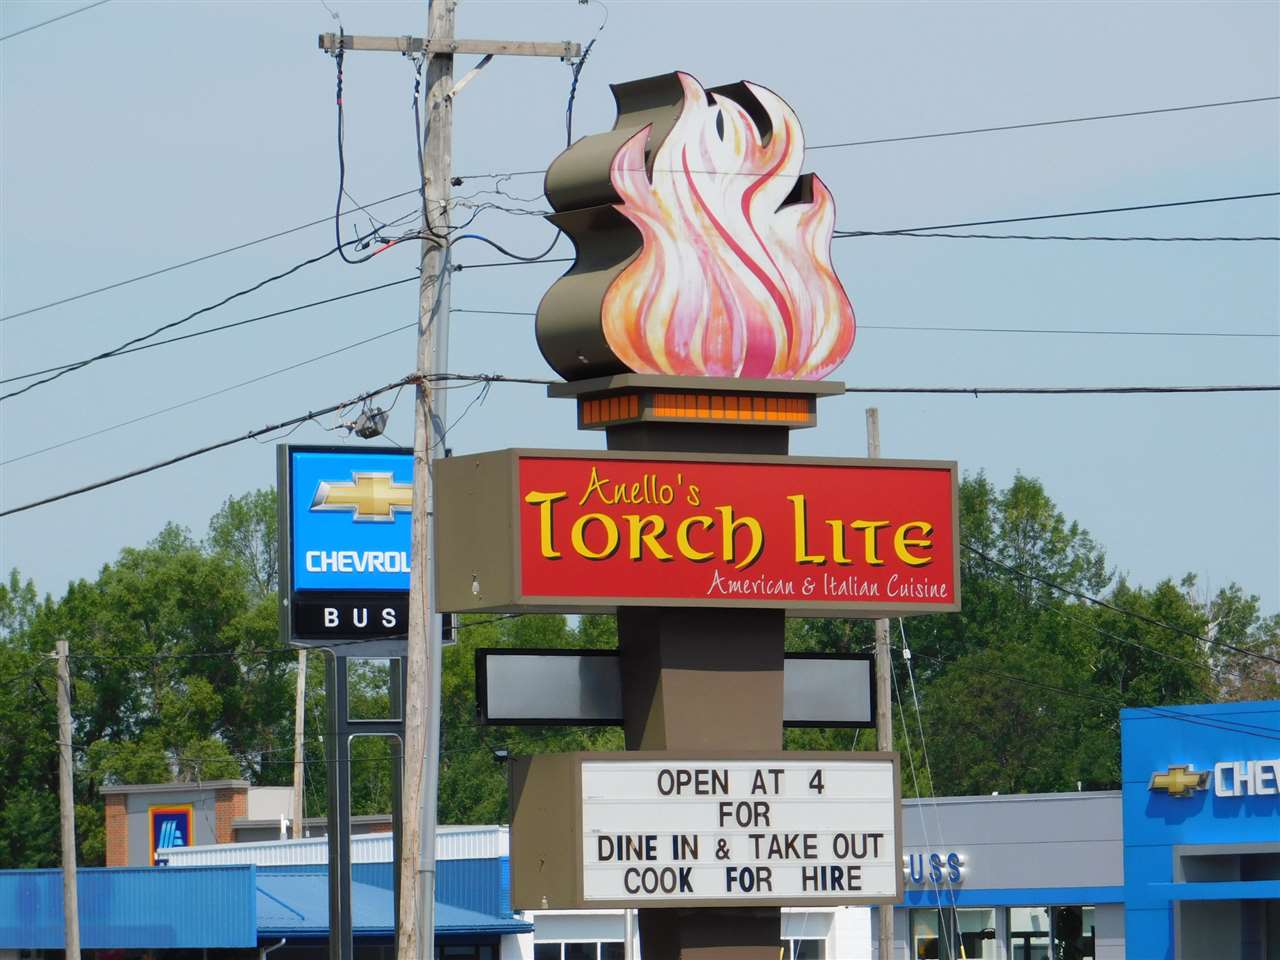 Anello's
Torch Lite
American & Italian Cuisine
CHEVROL
BUS
OPEN AT 4
FOR
DINE IN & TAKE OUT
COOK FOR HIRE
CHEV
USS